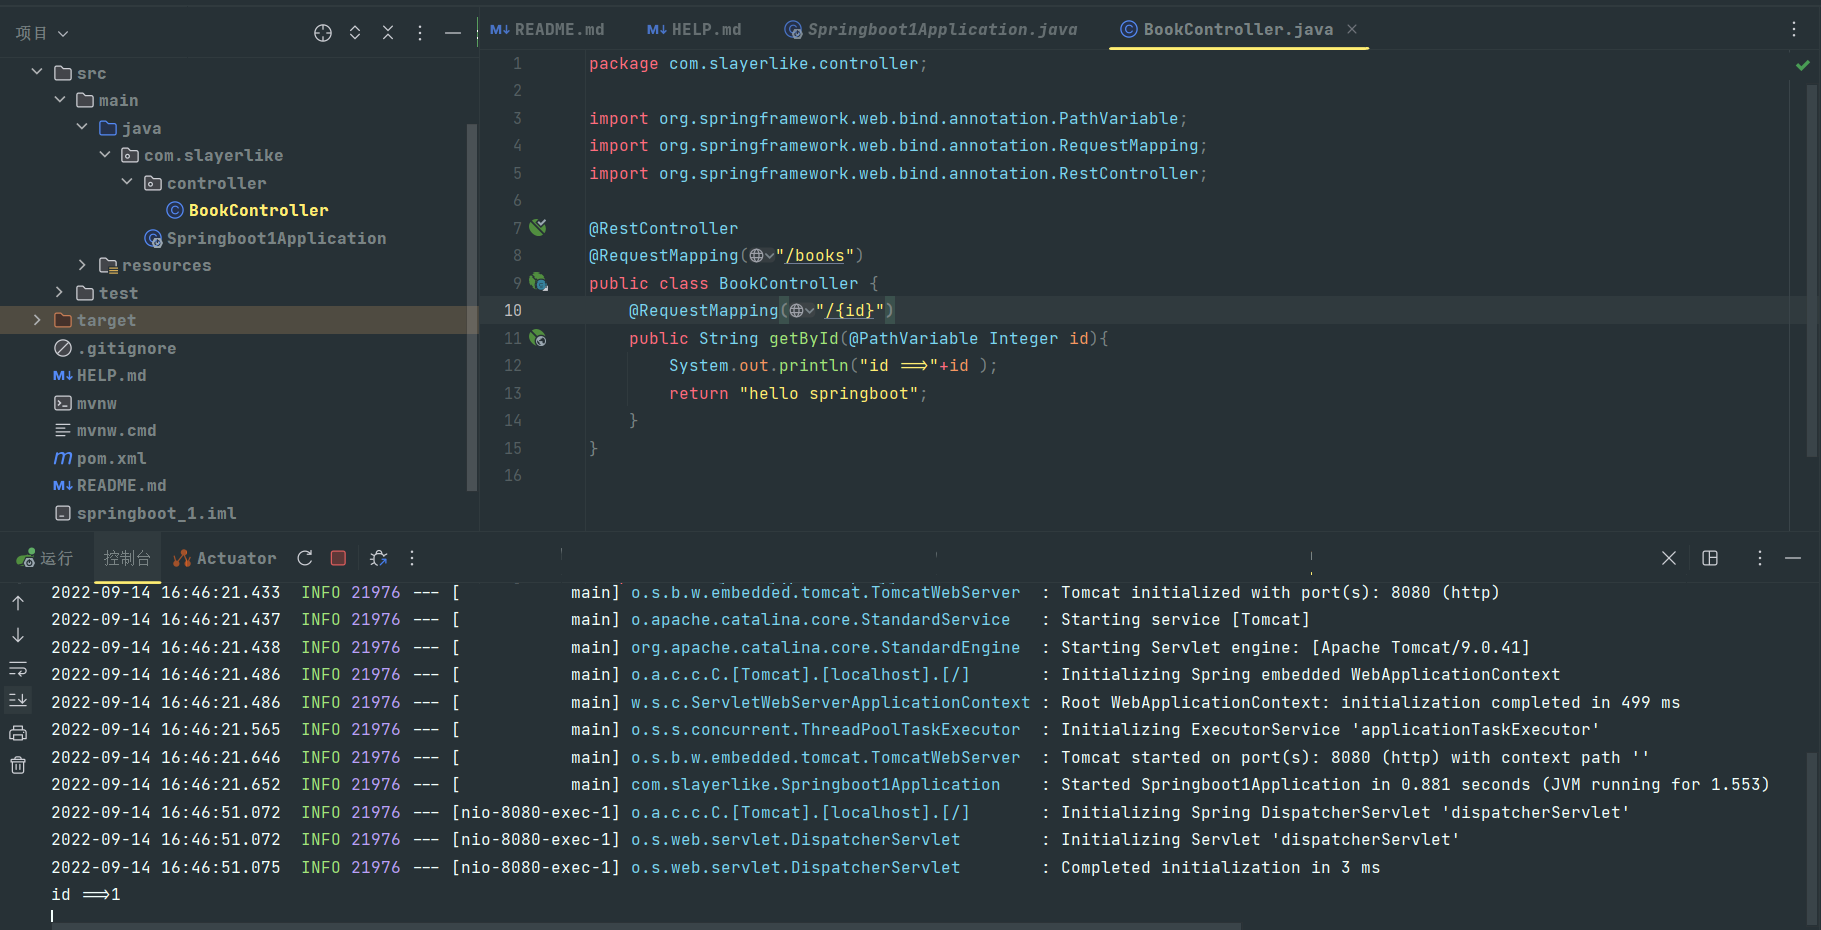 项目
src
main
java
com.slayerlike
controller
BookController
Springboot1Application
resources
test
target
.gitignore
HELP.md
mvnw
mvnw.cmd
pom.xml
README.md
springboot_1.iml
README.md HELP.md Springboot1Application.java BookController.java
1 package com.slayerlike.controller;
2
3 import org.springframework.web.bind.annotation.PathVariable;
4 import org.springframework.web.bind.annotation.RequestMapping;
5 import org.springframework.web.bind.annotation.RestController;
6
7 @RestController
8 @RequestMapping("/books")
9 public class BookController {
10 @RequestMapping("/{id}")
11 public String getById(@PathVariable Integer id){
12 System.out.println("id ==>"+id );
13 return "hello springboot";
14 }
15 }
16
运行 控制台 Actuator
2022-09-14 16:46:21.433 INFO 21976 --- [ main] o.s.b.w.embedded.tomcat.TomcatWebServer : Tomcat initialized with port(s): 8080 (http)
2022-09-14 16:46:21.437 INFO 21976 --- [ main] o.apache.catalina.core.StandardService : Starting service [Tomcat]
2022-09-14 16:46:21.438 INFO 21976 --- [ main] org.apache.catalina.core.StandardEngine : Starting Servlet engine: [Apache Tomcat/9.0.41]
2022-09-14 16:46:21.486 INFO 21976 --- [ main] o.a.c.c.C.[Tomcat].[localhost].[/] : Initializing Spring embedded WebApplicationContext
2022-09-14 16:46:21.486 INFO 21976 --- [ main] w.s.c.ServletWebServerApplicationContext : Root WebApplicationContext: initialization completed in 499 ms
2022-09-14 16:46:21.565 INFO 21976 --- [ main] o.s.s.concurrent.ThreadPoolTaskExecutor : Initializing ExecutorService 'applicationTaskExecutor'
2022-09-14 16:46:21.646 INFO 21976 --- [ main] o.s.b.w.embedded.tomcat.TomcatWebServer : Tomcat started on port(s): 8080 (http) with context path ''
2022-09-14 16:46:21.652 INFO 21976 --- [ main] com.slayerlike.Springboot1Application : Started Springboot1Application in 0.881 seconds (JVM running for 1.553)
2022-09-14 16:46:51.072 INFO 21976 --- [nio-8080-exec-1] o.a.c.c.C.[Tomcat].[localhost].[/] : Initializing Spring DispatcherServlet 'dispatcherServlet'
2022-09-14 16:46:51.072 INFO 21976 --- [nio-8080-exec-1] o.s.web.servlet.DispatcherServlet : Initializing Servlet 'dispatcherServlet'
2022-09-14 16:46:51.075 INFO 21976 --- [nio-8080-exec-1] o.s.web.servlet.DispatcherServlet : Completed initialization in 3 ms
id ==>1